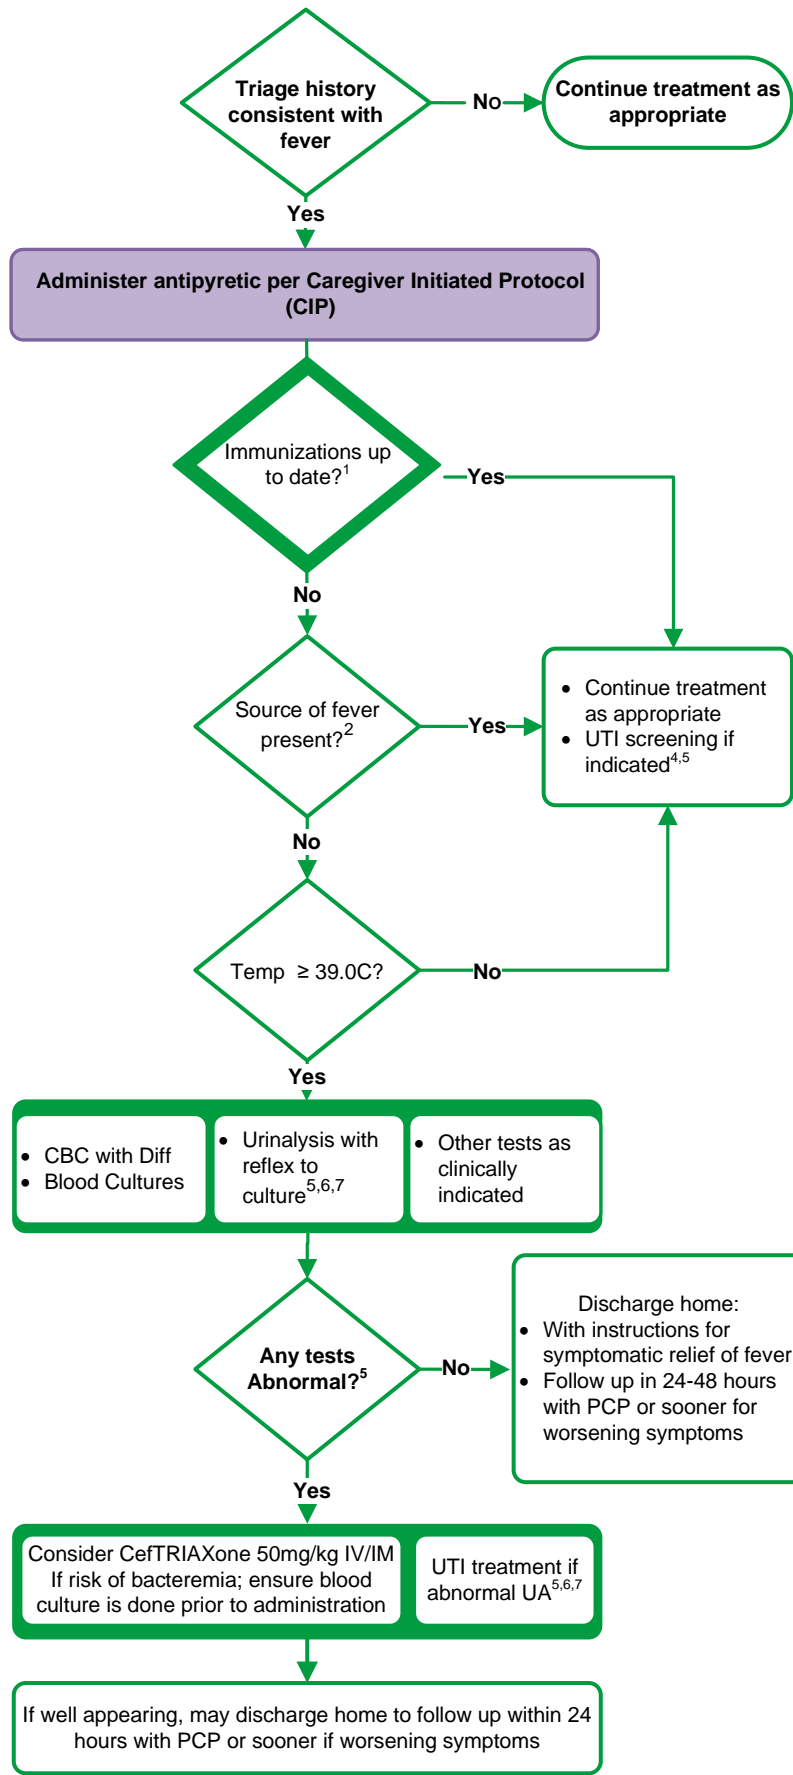 Triage history
consistent with
fever
No
Continue treatment as
appropriate
Yes
Administer antipyretic per Caregiver Initiated Protocol
(CIP)
Immunizations up
to date?1
Yes
No
Source of fever
present?2
Yes
• Continue treatment
as appropriate
• UTI screening if
indicated4,5
No
Temp ≥ 39.0C?
No
Yes
• CBC with Diff
• Blood Cultures
• Urinalysis with
reflex to
culture5,6,7
• Other tests as
clinically
indicated
Any tests
Abnormal?5
No
Discharge home:
• With instructions for
symptomatic relief of fever
• Follow up in 24-48 hours
with PCP or sooner for
worsening symptoms
Yes
Consider CefTRIAXone 50mg/kg IV/IM
If risk of bacteremia; ensure blood
culture is done prior to administration
UTI treatment if
abnormal UA5,6,7
If well appearing, may discharge home to follow up within 24
hours with PCP or sooner if worsening symptoms